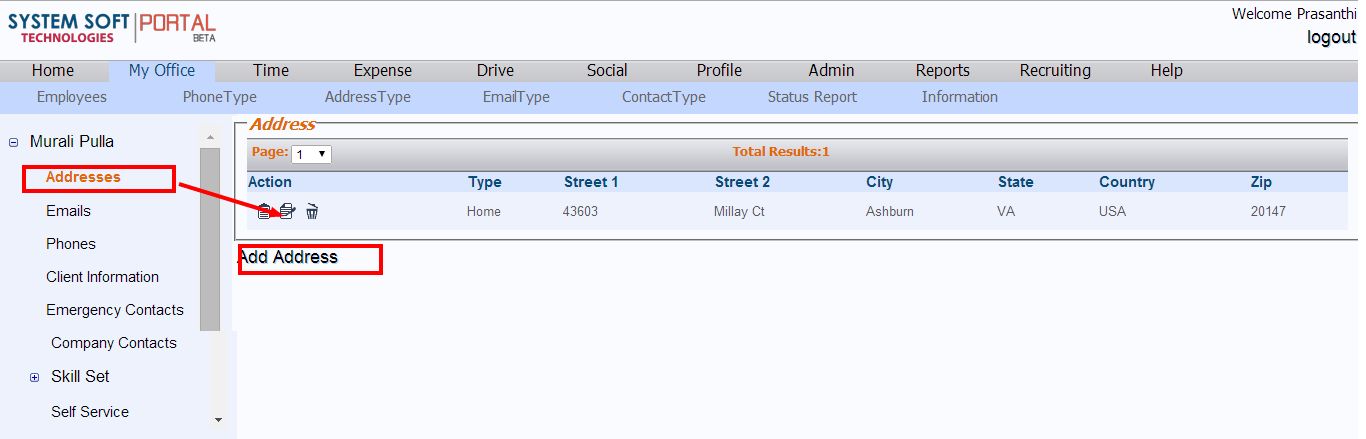 SYSTEM SOFT PORTAL
TECHNOLOGIES BETA
Welcome Prasanthi
logout
Home My Office Time Expense Drive Social Profile Admin Reports Recruiting Help
Employees PhoneType AddressType EmailType ContactType Status Report Information
Murali Pulla
Addresses
Emails
Phones
Client Information
Emergency Contacts
Company Contacts
Skill Set
Self Service
Address
Page: 1 Total Results:1
Action Type Street 1 Street 2 City State Country Zip
Home 43603 Millay Ct Ashburn VA USA 20147
Add Address